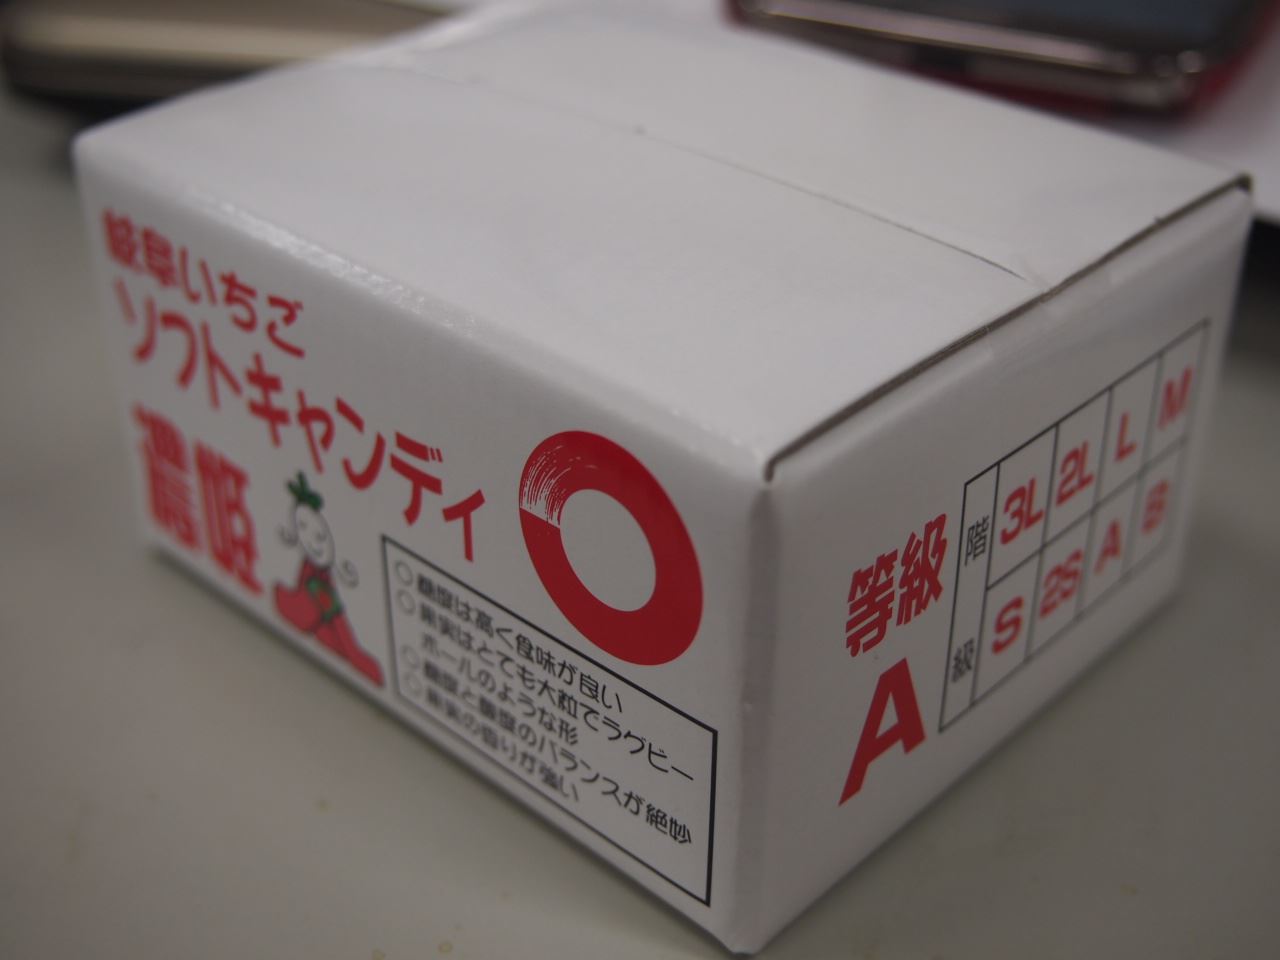 岐阜いちご
ソフトキャンディ
濃姫
○糖度は高く食味が良い
○果実はとても大粒でラグビー
ボールのような形
○糖度と酸度のバランスが絶妙
○果実の香りが強い
等級
A
階級
3L 2L L M
S 2S A B